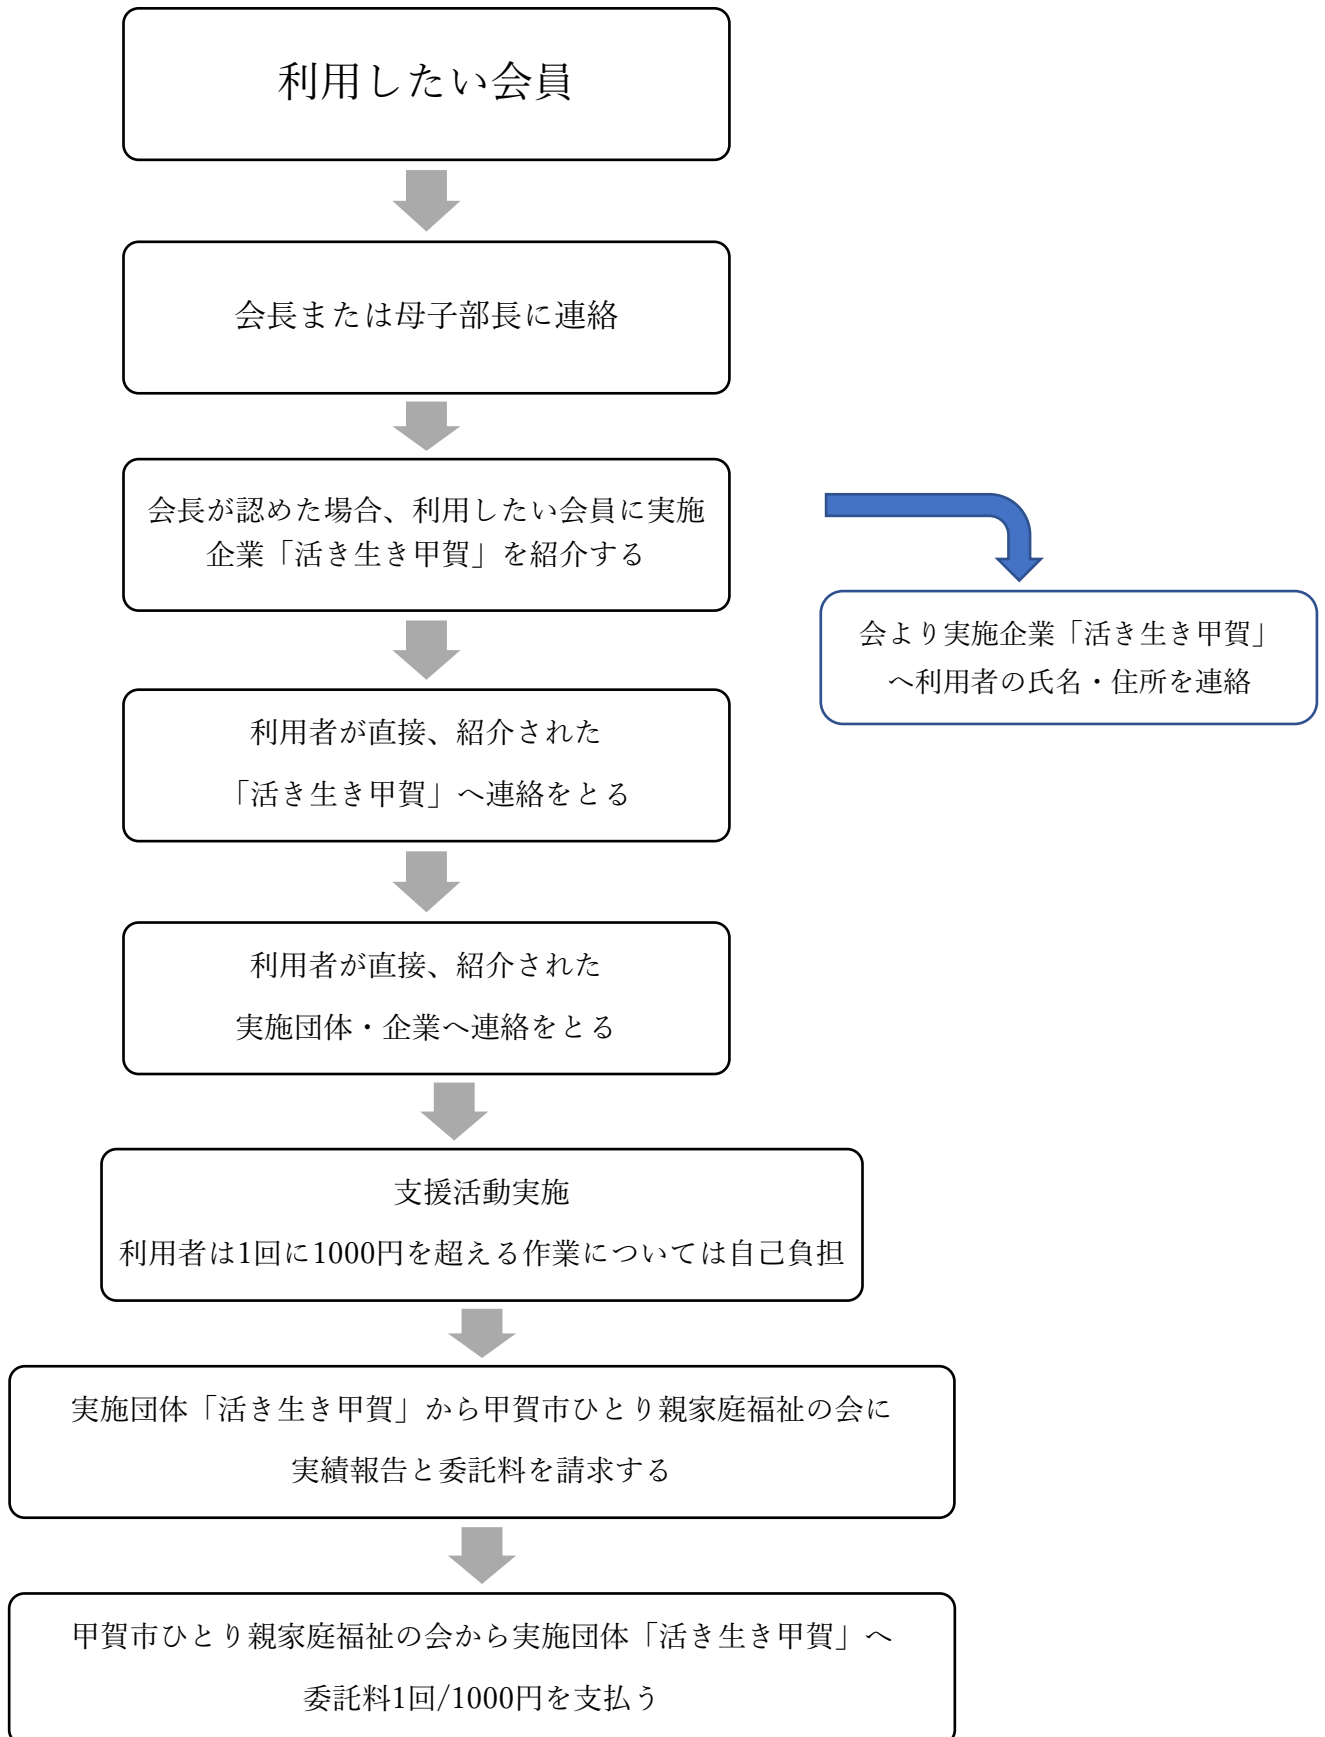 利用したい会員
会長または母子部長に連絡
会長が認めた場合、利用したい会員に実施
企業「活き生き甲賀」を紹介する
会より実施企業「活き生き甲賀」
へ利用者の氏名・住所を連絡
利用者が直接、紹介された
「活き生き甲賀」へ連絡をとる
利用者が直接、紹介された
実施団体・企業へ連絡をとる
支援活動実施
利用者は1回に1000円を超える作業については自己負担
実施団体「活き生き甲賀」から甲賀市ひとり親家庭福祉の会に
実績報告と委託料を請求する
甲賀市ひとり親家庭福祉の会から実施団体「活き生き甲賀」へ
委託料1回/1000円を支払う